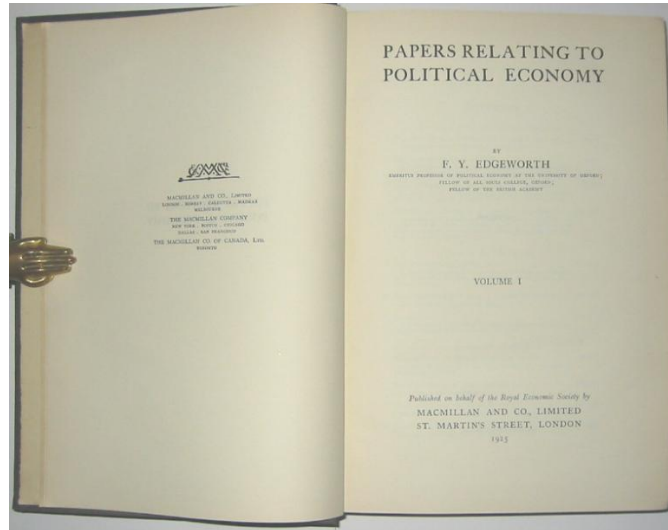 MACMILLAN AND CO., LIMITED
LONDON · BOMBAY · CALCUTTA · MADRAS
MELBOURNE
THE MACMILLAN COMPANY
NEW YORK · BOSTON · CHICAGO
DALLAS · SAN FRANCISCO
THE MACMILLAN CO. OF CANADA, LTD.
TORONTO
PAPERS RELATING TO
POLITICAL ECONOMY
BY
F. Y. EDGEWORTH
EMERITUS PROFESSOR OF POLITICAL ECONOMY AT THE UNIVERSITY OF OXFORD;
FELLOW OF ALL SOULS COLLEGE, OXFORD;
FELLOW OF THE BRITISH ACADEMY
VOLUME I
Published on behalf of the Royal Economic Society by
MACMILLAN AND CO., LIMITED
ST. MARTIN'S STREET, LONDON
1925